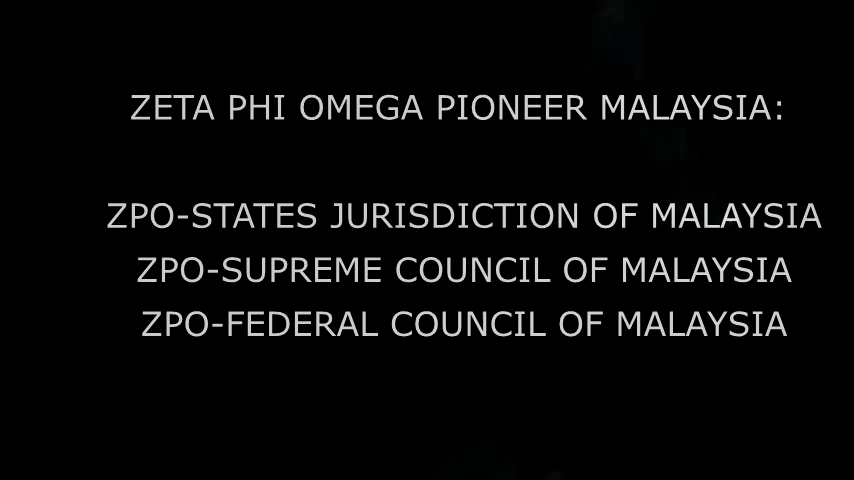 ZETA PHI OMEGA PIONEER MALAYSIA:
ZPO-STATES JURISDICTION OF MALAYSIA
ZPO-SUPREME COUNCIL OF MALAYSIA
ZPO-FEDERAL COUNCIL OF MALAYSIA